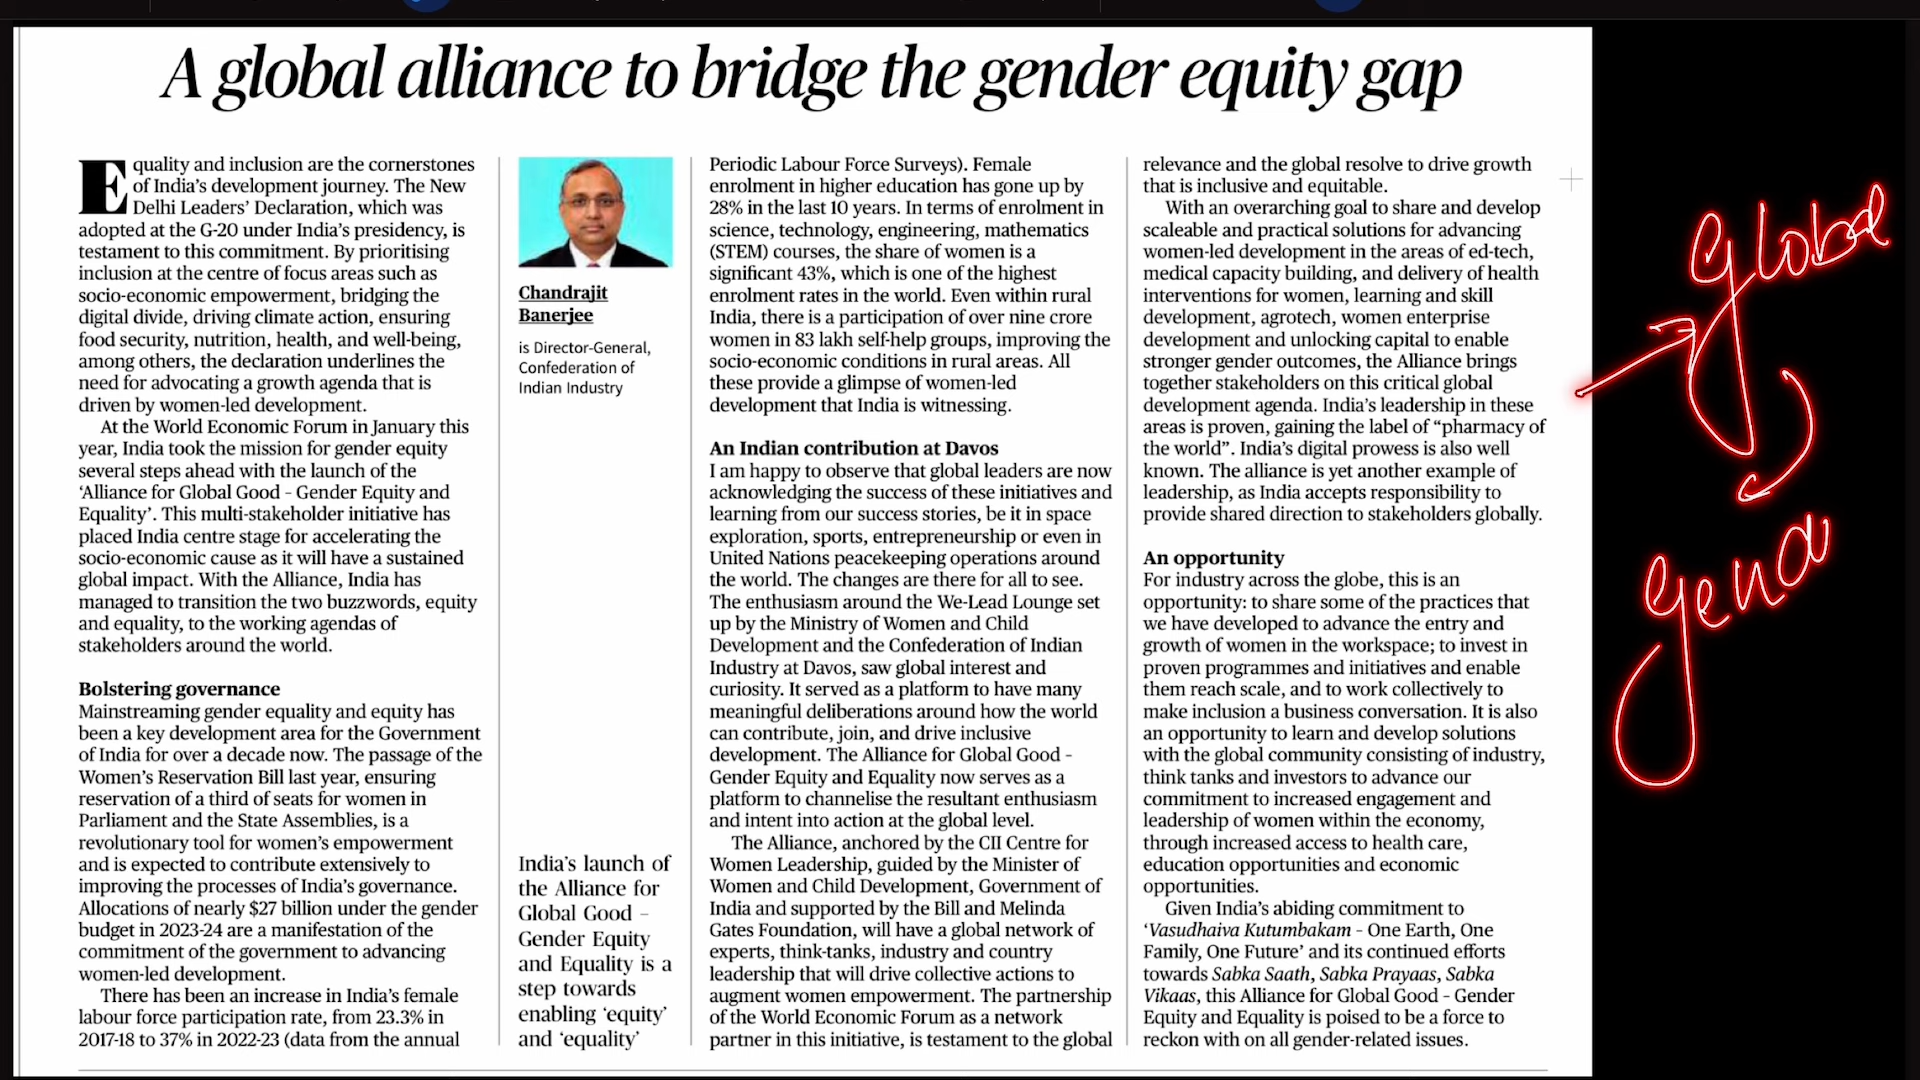 A global alliance to bridge the gender equity gap
Equality and inclusion are the cornerstones
of India's development journey. The New
Delhi Leaders' Declaration, which was
adopted at the G-20 under India's presidency, is
testament to this commitment. By prioritising
inclusion at the centre of focus areas such as
socio-economic empowerment, bridging the
digital divide, driving climate action, ensuring
food security, nutrition, health, and well-being,
among others, the declaration underlines the
need for advocating a growth agenda that is
driven by women-led development.
At the World Economic Forum in January this
year, India took the mission for gender equity
several steps ahead with the launch of the
'Alliance for Global Good - Gender Equity and
Equality'. This multi-stakeholder initiative has
placed India centre stage for accelerating the
socio-economic cause as it will have a sustained
global impact. With the Alliance, India has
managed to transition the two buzzwords, equity
and equality, to the working agendas of
stakeholders around the world.
Bolstering governance
Mainstreaming gender equality and equity has
been a key development area for the Government
of India for over a decade now. The passage of the
Women's Reservation Bill last year, ensuring
reservation of a third of seats for women in
Parliament and the State Assemblies, is a
revolutionary tool for women's empowerment
and is expected to contribute extensively to
improving the processes of India's governance.
Allocations of nearly $27 billion under the gender
budget in 2023-24 are a manifestation of the
commitment of the government to advancing
women-led development.
There has been an increase in India's female
labour force participation rate, from 23.3% in
2017-18 to 37% in 2022-23 (data from the annual
Chandrajit
Banerjee
is Director-General,
Confederation of
Indian Industry
India's launch of
the Alliance for
Global Good –
Gender Equity
and Equality is a
step towards
enabling 'equity'
and 'equality'
Periodic Labour Force Surveys). Female
enrolment in higher education has gone up by
28% in the last 10 years. In terms of enrolment in
science, technology, engineering, mathematics
(STEM) courses, the share of women is a
significant 43%, which is one of the highest
enrolment rates in the world. Even within rural
India, there is a participation of over nine crore
women in 83 lakh self-help groups, improving the
socio-economic conditions in rural areas. All
these provide a glimpse of women-led
development that India is witnessing.
An Indian contribution at Davos
I am happy to observe that global leaders are now
acknowledging the success of these initiatives and
learning from our success stories, be it in space
exploration, sports, entrepreneurship or even in
United Nations peacekeeping operations around
the world. The changes are there for all to see.
The enthusiasm around the We-Lead Lounge set
up by the Ministry of Women and Child
Development and the Confederation of Indian
Industry at Davos, saw global interest and
curiosity. It served as a platform to have many
meaningful deliberations around how the world
can contribute, join, and drive inclusive
development. The Alliance for Global Good -
Gender Equity and Equality now serves as a
platform to channelise the resultant enthusiasm
and intent into action at the global level.
The Alliance, anchored by the CII Centre for
Women Leadership, guided by the Minister of
Women and Child Development, Government of
India and supported by the Bill and Melinda
Gates Foundation, will have a global network of
experts, think-tanks, industry and country
leadership that will drive collective actions to
augment women empowerment. The partnership
of the World Economic Forum as a network
partner in this initiative, is testament to the global
relevance and the global resolve to drive growth
that is inclusive and equitable.
With an overarching goal to share and develop
scaleable and practical solutions for advancing
women-led development in the areas of ed-tech,
medical capacity building, and delivery of health
interventions for women, learning and skill
development, agrotech, women enterprise
development and unlocking capital to enable
stronger gender outcomes, the Alliance brings
together stakeholders on this critical global
development agenda. India's leadership in these
areas is proven, gaining the label of "pharmacy of
the world". India's digital prowess is also well
known. The alliance is yet another example of
leadership, as India accepts responsibility to
provide shared direction to stakeholders globally.
An opportunity
For industry across the globe, this is an
opportunity: to share some of the practices that
we have developed to advance the entry and
growth of women in the workspace; to invest in
proven programmes and initiatives and enable
them reach scale, and to work collectively to
make inclusion a business conversation. It is also
an opportunity to learn and develop solutions
with the global community consisting of industry,
think tanks and investors to advance our
commitment to increased engagement and
leadership of women within the economy,
through increased access to health care,
education opportunities and economic
opportunities.
Given India's abiding commitment to
'Vasudhaiva Kutumbakam - One Earth, One
Family, One Future' and its continued efforts
towards Sabka Saath, Sabka Prayaas, Sabka
Vikaas, this Alliance for Global Good - Gender
Equity and Equality is poised to be a force to
reckon with on all gender-related issues.
Global